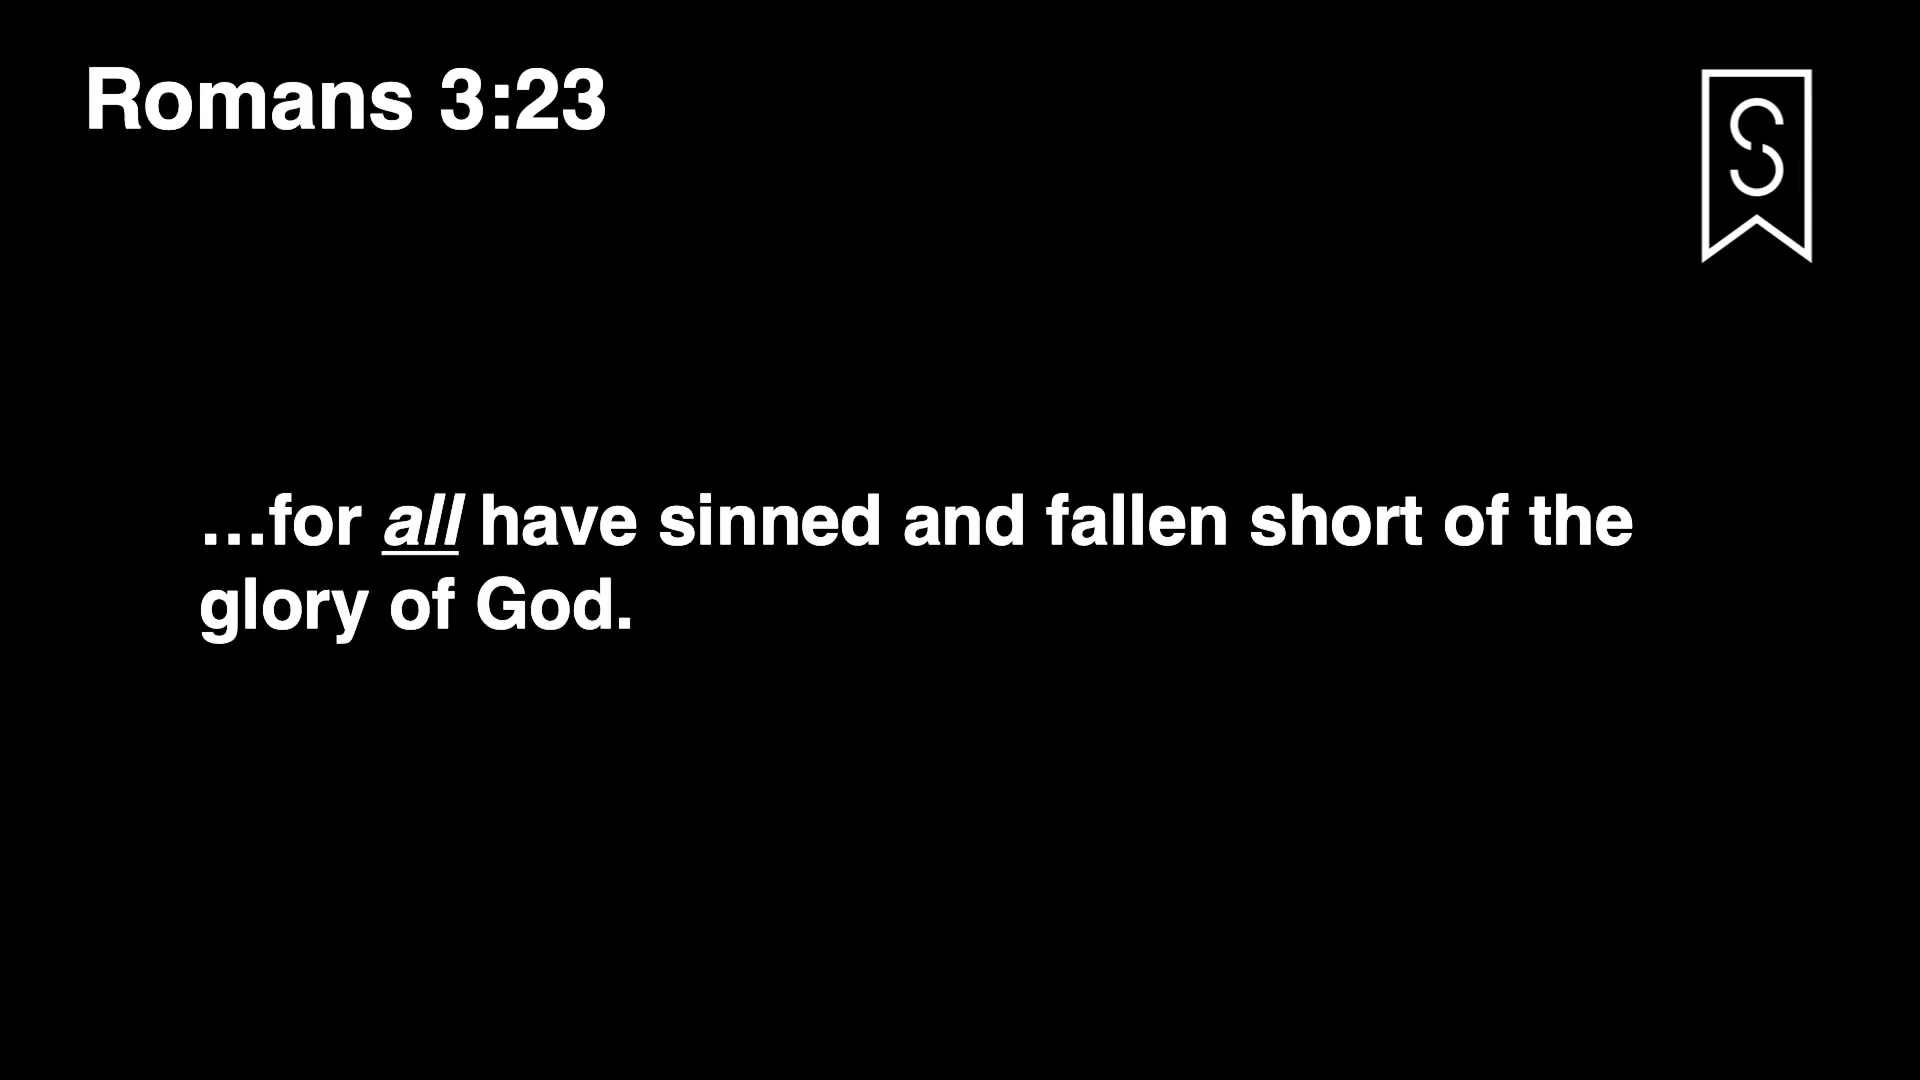 Romans 3:23
S
…for all have sinned and fallen short of the
glory of God.